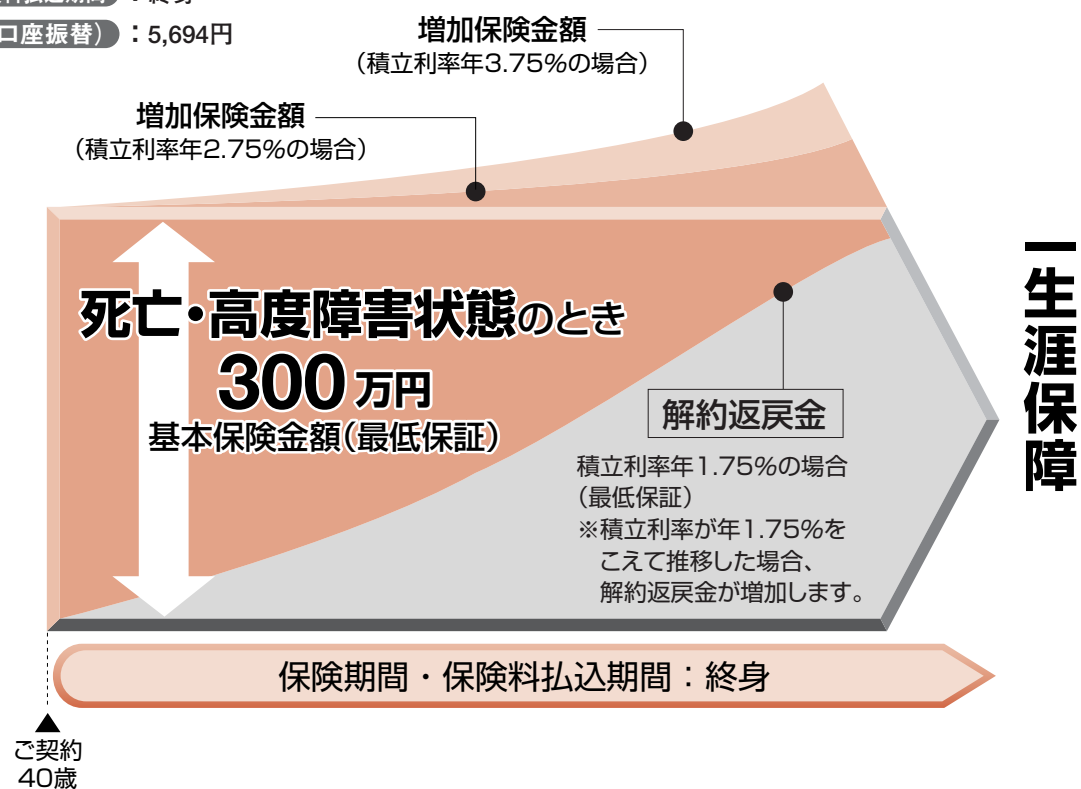 :終身
口座振替):5,694円
増加保険金額
(積立利率年3.75%の場合)
増加保険金額
(積立利率年2.75%の場合)
死亡・高度障害状態のとき
300万円
基本保険金額(最低保証)
解約返戻金
積立利率年1.75%の場合
(最低保証)
※積立利率が年1.75%を
こえて推移した場合、
解約返戻金が増加します。
一生涯保障
保険期間・保険料払込期間:終身
▲
ご契約
40歳